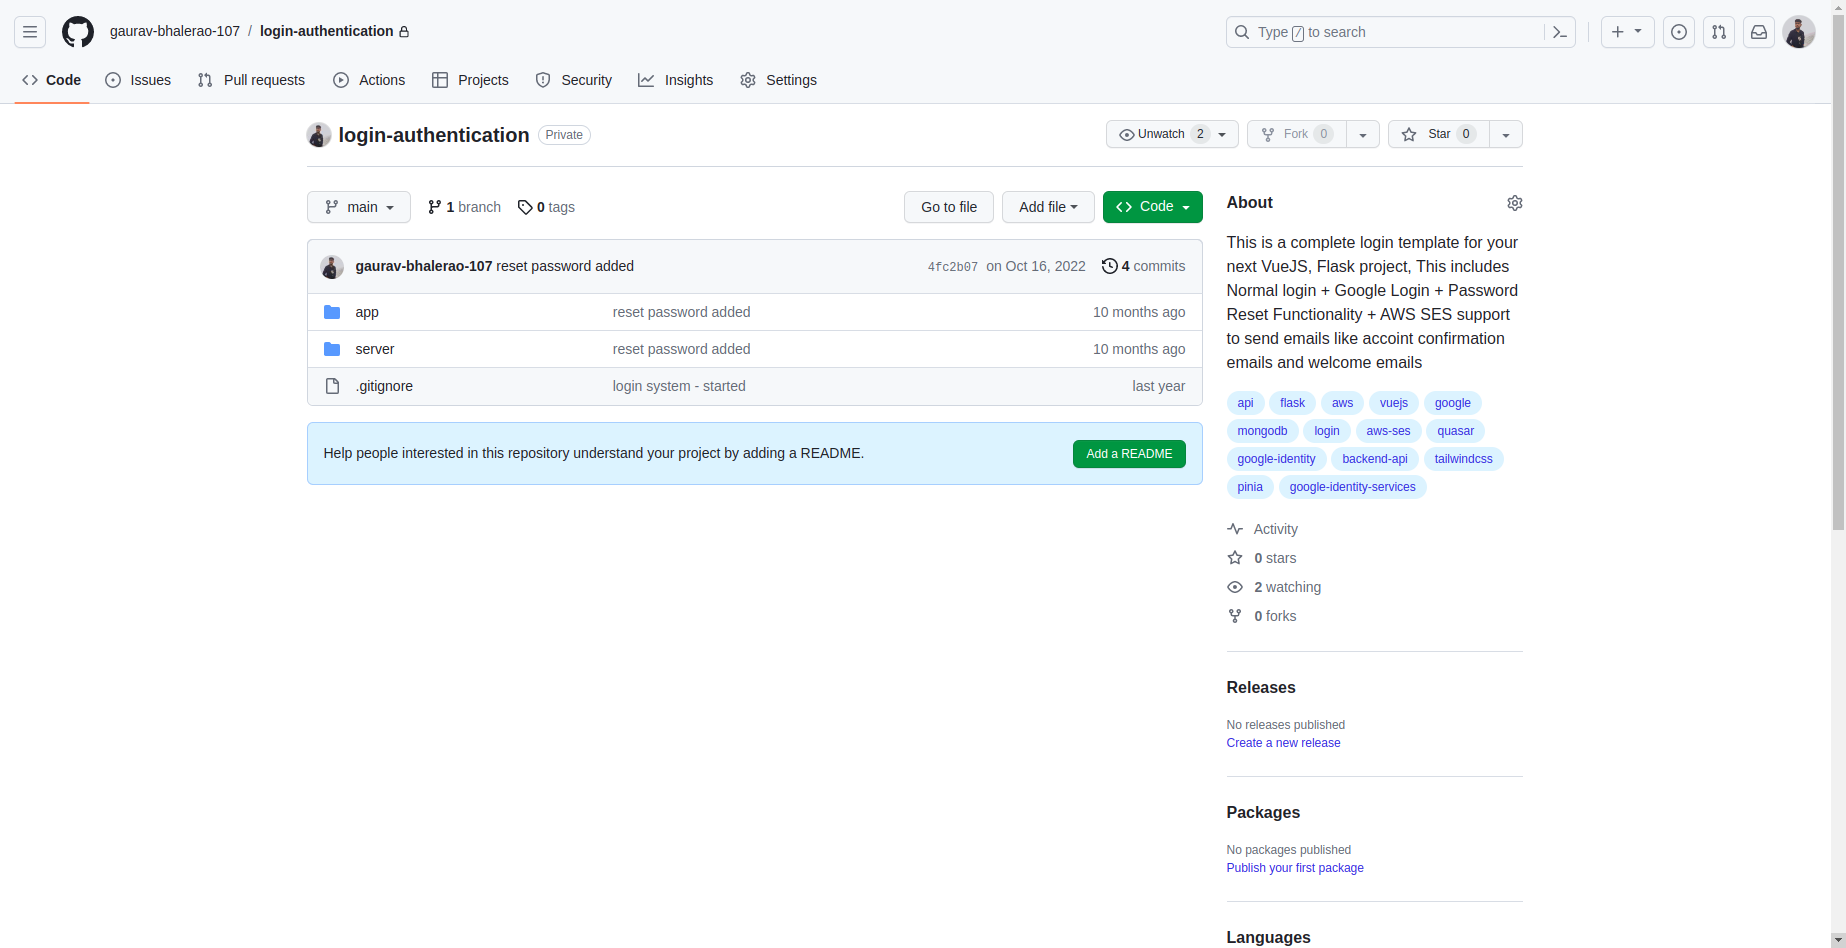 gaurav-bhalerao-107 / login-authentication
Type / to search
Code Issues Pull requests Actions Projects Security Insights Settings
login-authentication Private
Unwatch 2 Fork 0 Star 0
main 1 branch 0 tags Go to file Add file Code
gaurav-bhalerao-107 reset password added 4fc2b07 on Oct 16, 2022 4 commits
app reset password added 10 months ago
server reset password added 10 months ago
.gitignore login system - started last year
Help people interested in this repository understand your project by adding a README. Add a README
About
This is a complete login template for your
next VueJS, Flask project, This includes
Normal login + Google Login + Password
Reset Functionality + AWS SES support
to send emails like accoint confirmation
emails and welcome emails
api flask aws vuejs google
mongodb login aws-ses quasar
google-identity backend-api tailwindcss
pinia google-identity-services
Activity
0 stars
2 watching
0 forks
Releases
No releases published
Create a new release
Packages
No packages published
Publish your first package
Languages